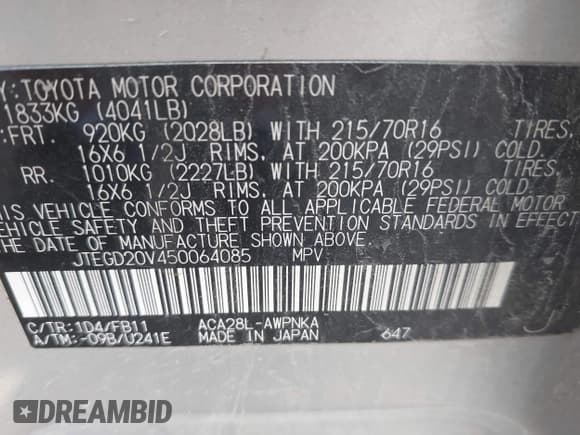 Y:TOYOTA MOTOR CORPORATION
1833KG (4041LB)
:FRT. 920KG (2028LB) WITH 215/70R16 TIRES,
16X6 1/2J RIMS, AT 200KPA (29PSI) COLD.
RR. 1010KG (2227LB) WITH 215/70R16 TIRES,
16X6 1/2J RIMS, AT 200KPA (29PSI) COLD.
IS VEHICLE CONFORMS TO ALL APPLICABLE FEDERAL MOTOR
VEHICLE SAFETY AND THEFT PREVENTION STANDARDS IN EFFECT
THE DATE OF MANUFACTURE SHOWN ABOVE.
JTEGD20V450064085 MPV
C/TR:1D4/FB11 ACA28L-AWPNKA
A/TM:-09B/U241E MADE IN JAPAN 647
DREAMBID